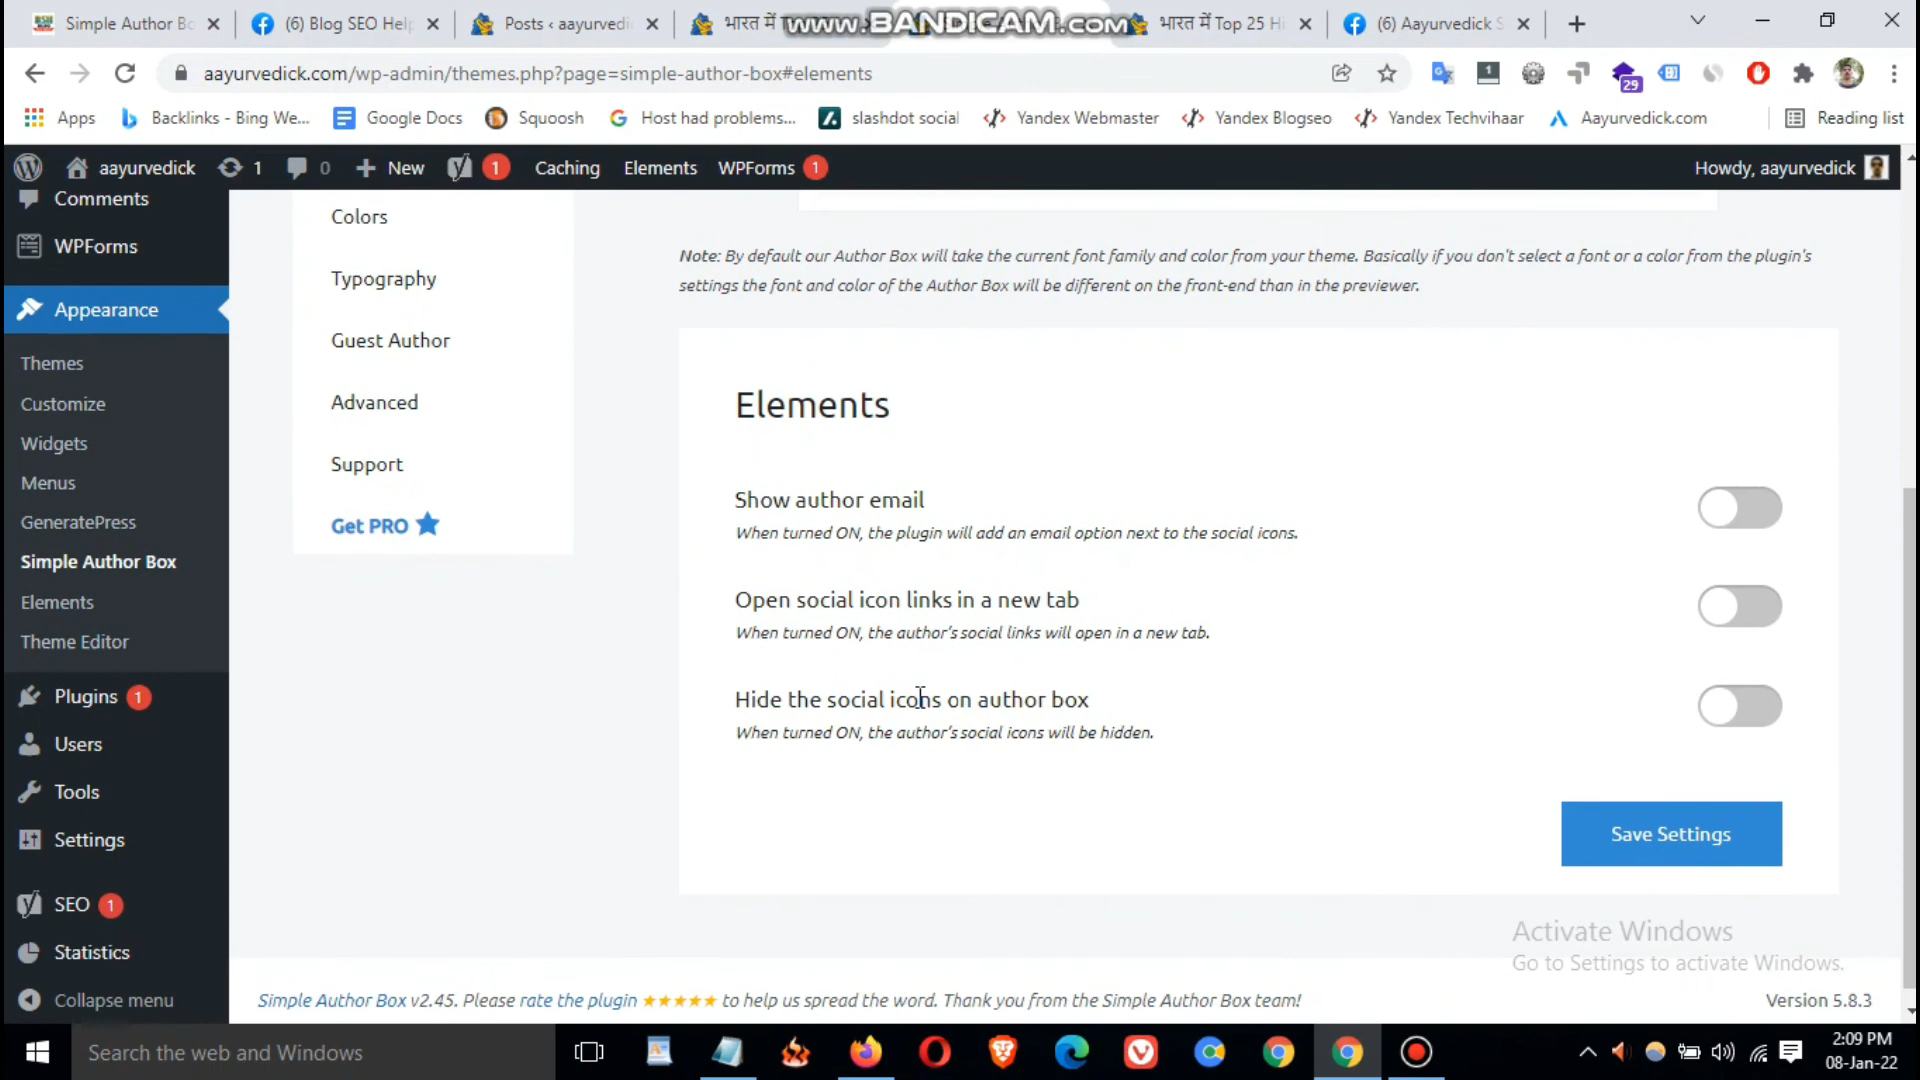 Simple Author Bo
(6) Blog SEO Help
Posts ‹ aayurvedi
भारत में T
www.BANDICAM.com
भारत में Top 25 Hi
(6) Aayurvedick S
aayurvedick.com/wp-admin/themes.php?page=simple-author-box#elements
1
29
Apps
Backlinks - Bing We...
Google Docs
Squoosh
Host had problems...
slashdot social
Yandex Webmaster
Yandex Blogseo
Yandex Techvihaar
Aayurvedick.com
Reading list
aayurvedick
1
0
New
1
Caching
Elements
WPForms 1
Howdy, aayurvedick
Comments
WPForms
Appearance
Themes
Customize
Widgets
Menus
GeneratePress
Simple Author Box
Elements
Theme Editor
Plugins 1
Users
Tools
Settings
SEO 1
Statistics
Collapse menu
Colors
Typography
Guest Author
Advanced
Support
Get PRO
Note: By default our Author Box will take the current font family and color from your theme. Basically if you don't select a font or a color from the plugin's
settings the font and color of the Author Box will be different on the front-end than in the previewer.
Elements
Show author email
When turned ON, the plugin will add an email option next to the social icons.
Open social icon links in a new tab
When turned ON, the author's social links will open in a new tab.
Hide the social icons on author box
When turned ON, the author's social icons will be hidden.
Save Settings
Activate Windows
Go to Settings to activate Windows.
Simple Author Box v2.45. Please rate the plugin ★★★★★ to help us spread the word. Thank you from the Simple Author Box team!
Version 5.8.3
Search the web and Windows
2:09 PM
08-Jan-22